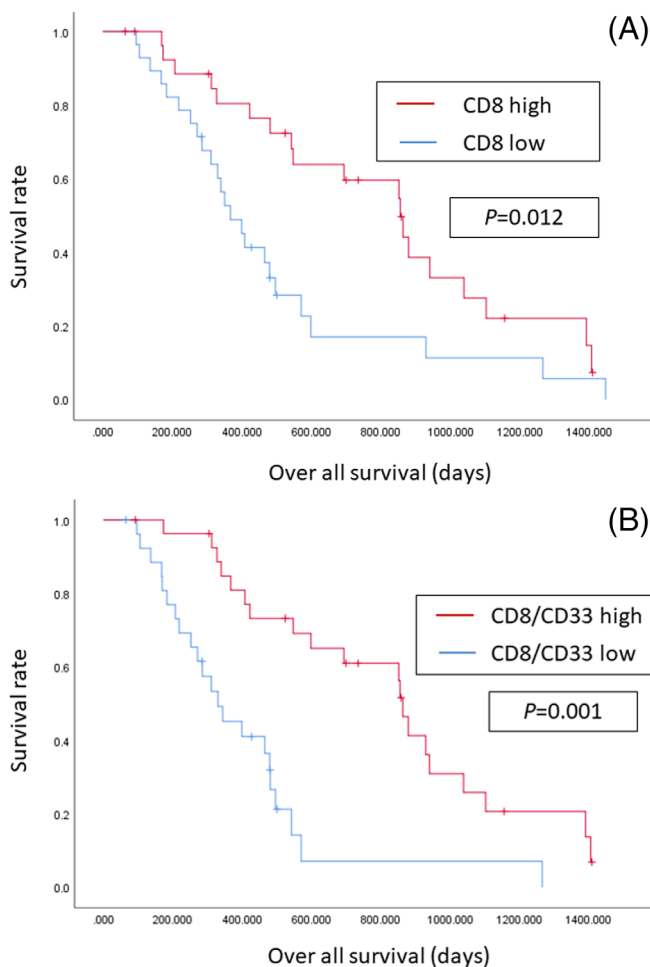 (A)
1.0
0.8
0.6
0.4
0.2
0.0
Survival rate
CD8 high
CD8 low
P=0.012
.000 200.000 400.000 600.000 800.000 1000.000 1200.000 1400.000
Over all survival (days)
(B)
1.0
0.8
0.6
0.4
0.2
0.0
Survival rate
CD8/CD33 high
CD8/CD33 low
P=0.001
.000 200.000 400.000 600.000 800.000 1000.000 1200.000 1400.000
Over all survival (days)